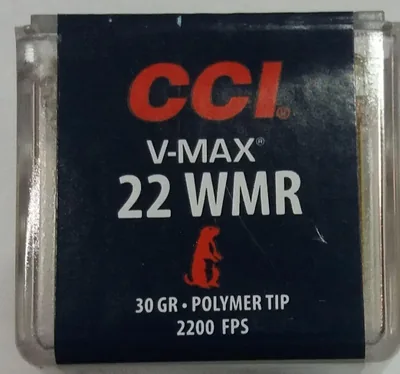 CCI®
V-MAX®
22 WMR
30 GR • POLYMER TIP
2200 FPS